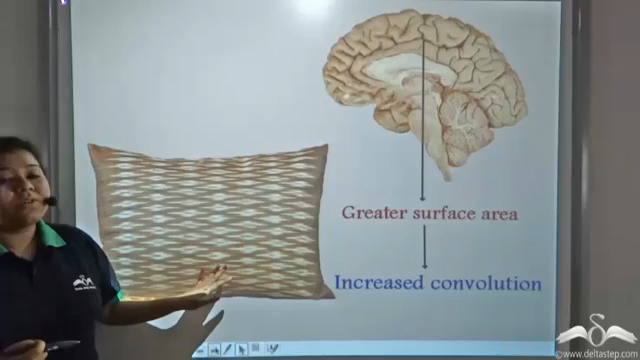 Greater surface area
Increased convolution
©www.deltastep.com